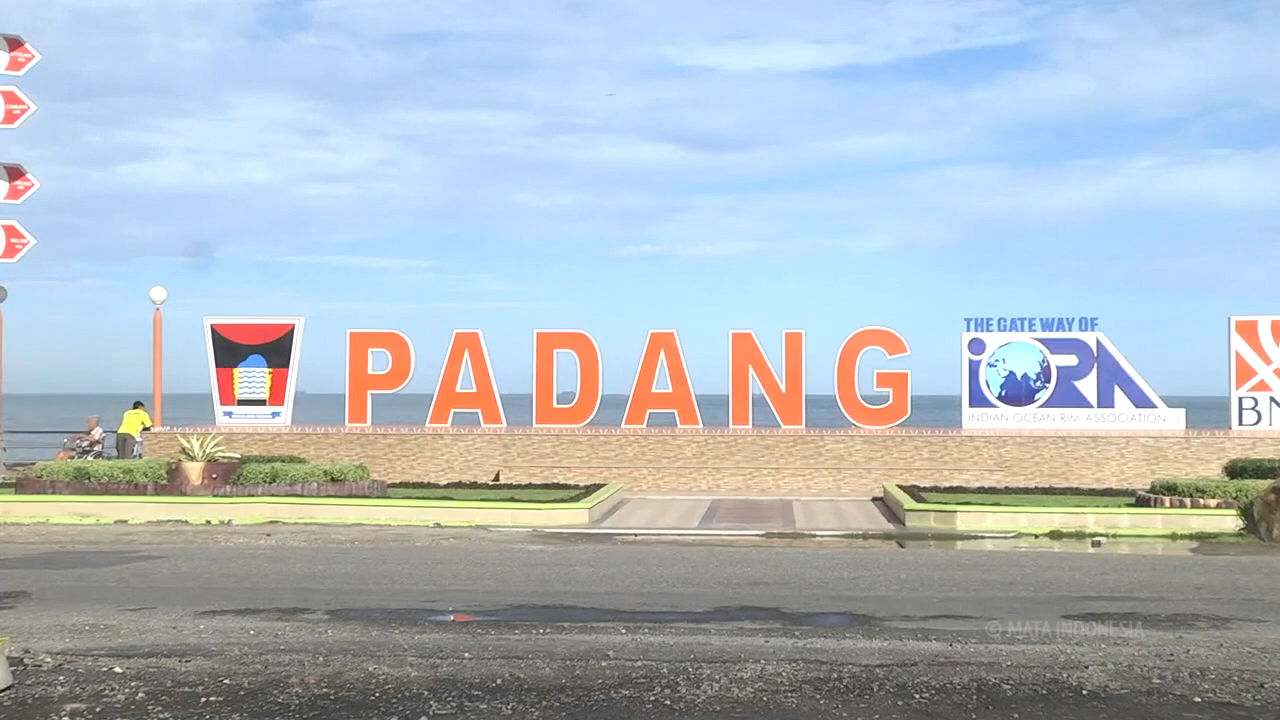 PADANG
THE GATE WAY OF
iORA
INDIAN OCEAN RIM ASSOCIATION
BN
© MATA INDONESIA